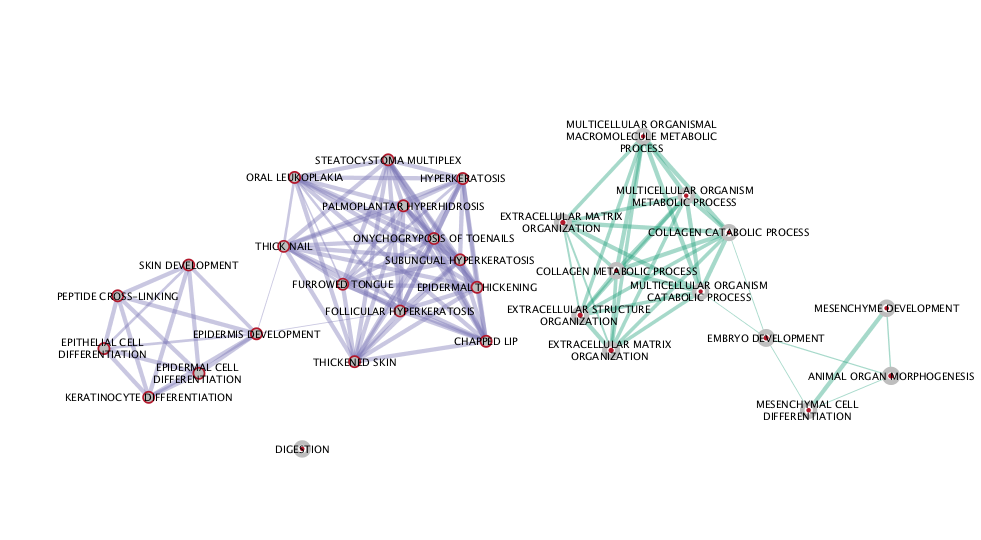 MULTICELLULAR ORGANISMAL
MACROMOLECULE METABOLIC
PROCESS
STEATOCYSTOMA MULTIPLEX
ORAL LEUKOPLAKIA
HYPERKERATOSIS
MULTICELLULAR ORGANISM
METABOLIC PROCESS
PALMOPLANTAR HYPERHIDROSIS
EXTRACELLULAR MATRIX
ORGANIZATION
COLLAGEN CATABOLIC PROCESS
ONYCHOGRYPOSIS OF TOENAILS
THICK NAIL
SUBUNGUAL HYPERKERATOSIS
SKIN DEVELOPMENT
COLLAGEN METABOLIC PROCESS
FURROWED TONGUE
EPIDERMAL THICKENING
MULTICELLULAR ORGANISM
CATABOLIC PROCESS
PEPTIDE CROSS-LINKING
FOLLICULAR HYPERKERATOSIS
EXTRACELLULAR STRUCTURE
ORGANIZATION
MESENCHYME DEVELOPMENT
EPIDERMIS DEVELOPMENT
CHAPPED LIP
EMBRYO DEVELOPMENT
EPITHELIAL CELL
DIFFERENTIATION
EXTRACELLULAR MATRIX
ORGANIZATION
THICKENED SKIN
EPIDERMAL CELL
DIFFERENTIATION
ANIMAL ORGAN MORPHOGENESIS
KERATINOCYTE DIFFERENTIATION
MESENCHYMAL CELL
DIFFERENTIATION
DIGESTION